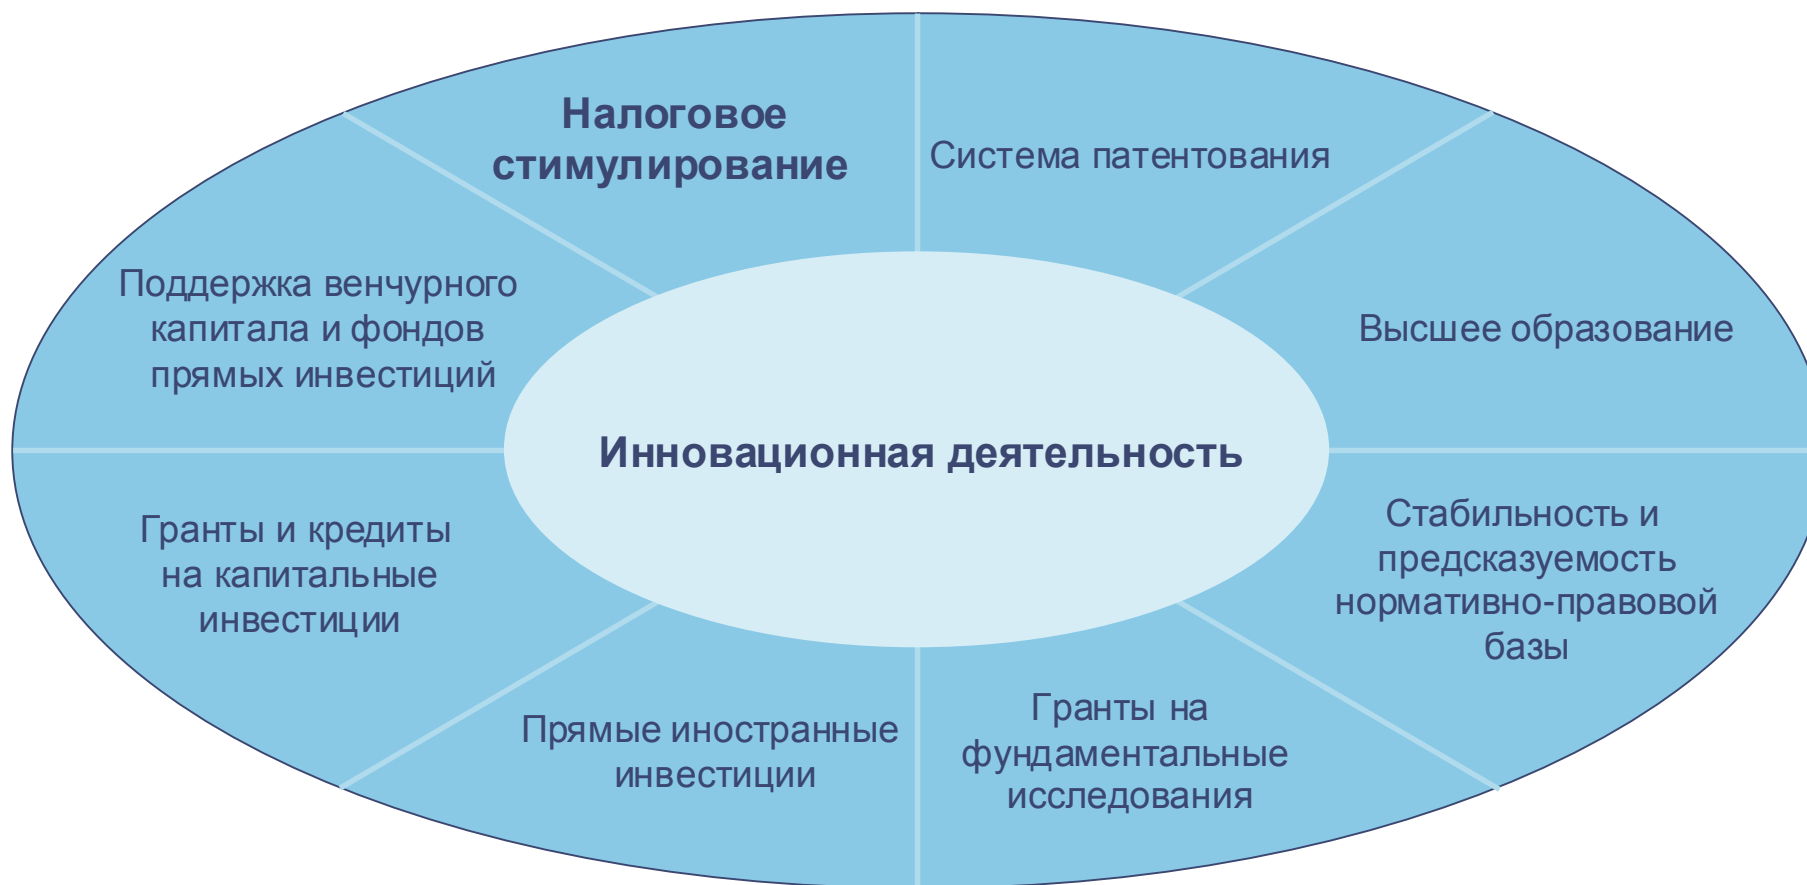 Налоговое
стимулирование
Система патентования
Поддержка венчурного
капитала и фондов
прямых инвестиций
Высшее образование
Инновационная деятельность
Гранты и кредиты
на капитальные
инвестиции
Стабильность и
предсказуемость
нормативно-правовой
базы
Прямые иностранные
инвестиции
Гранты на
фундаментальные
исследования